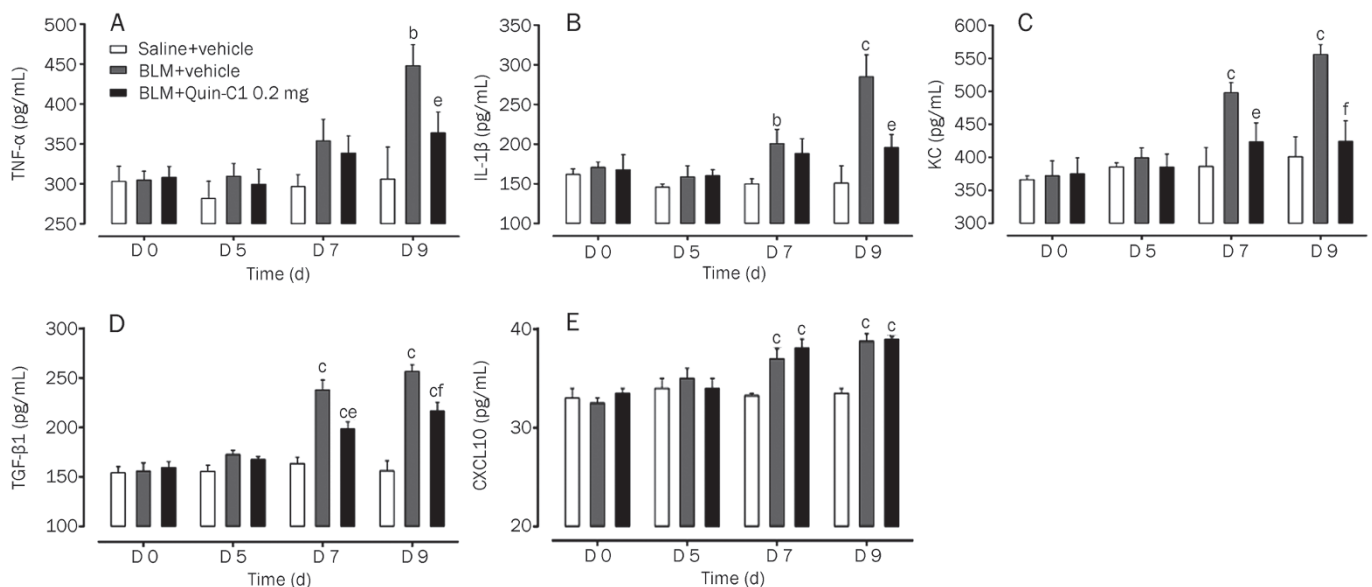 A
TNF-α (pg/mL)
500
450
400
350
300
250
Saline+vehicle
BLM+vehicle
BLM+Quin-C1 0.2 mg
b
e
D 0
D 5
D 7
D 9
Time (d)
B
IL-1β (pg/mL)
350
300
250
200
150
100
b
c
e
D 0
D 5
D 7
D 9
Time (d)
C
KC (pg/mL)
600
550
500
450
400
350
300
c
e
c
f
D 0
D 5
D 7
D 9
Time (d)
D
TGF-β1 (pg/mL)
300
250
200
150
100
c
ce
c
cf
D 0
D 5
D 7
D 9
Time (d)
E
CXCL10 (pg/mL)
40
30
20
c
c
c
c
D 0
D 5
D 7
D 9
Time (d)